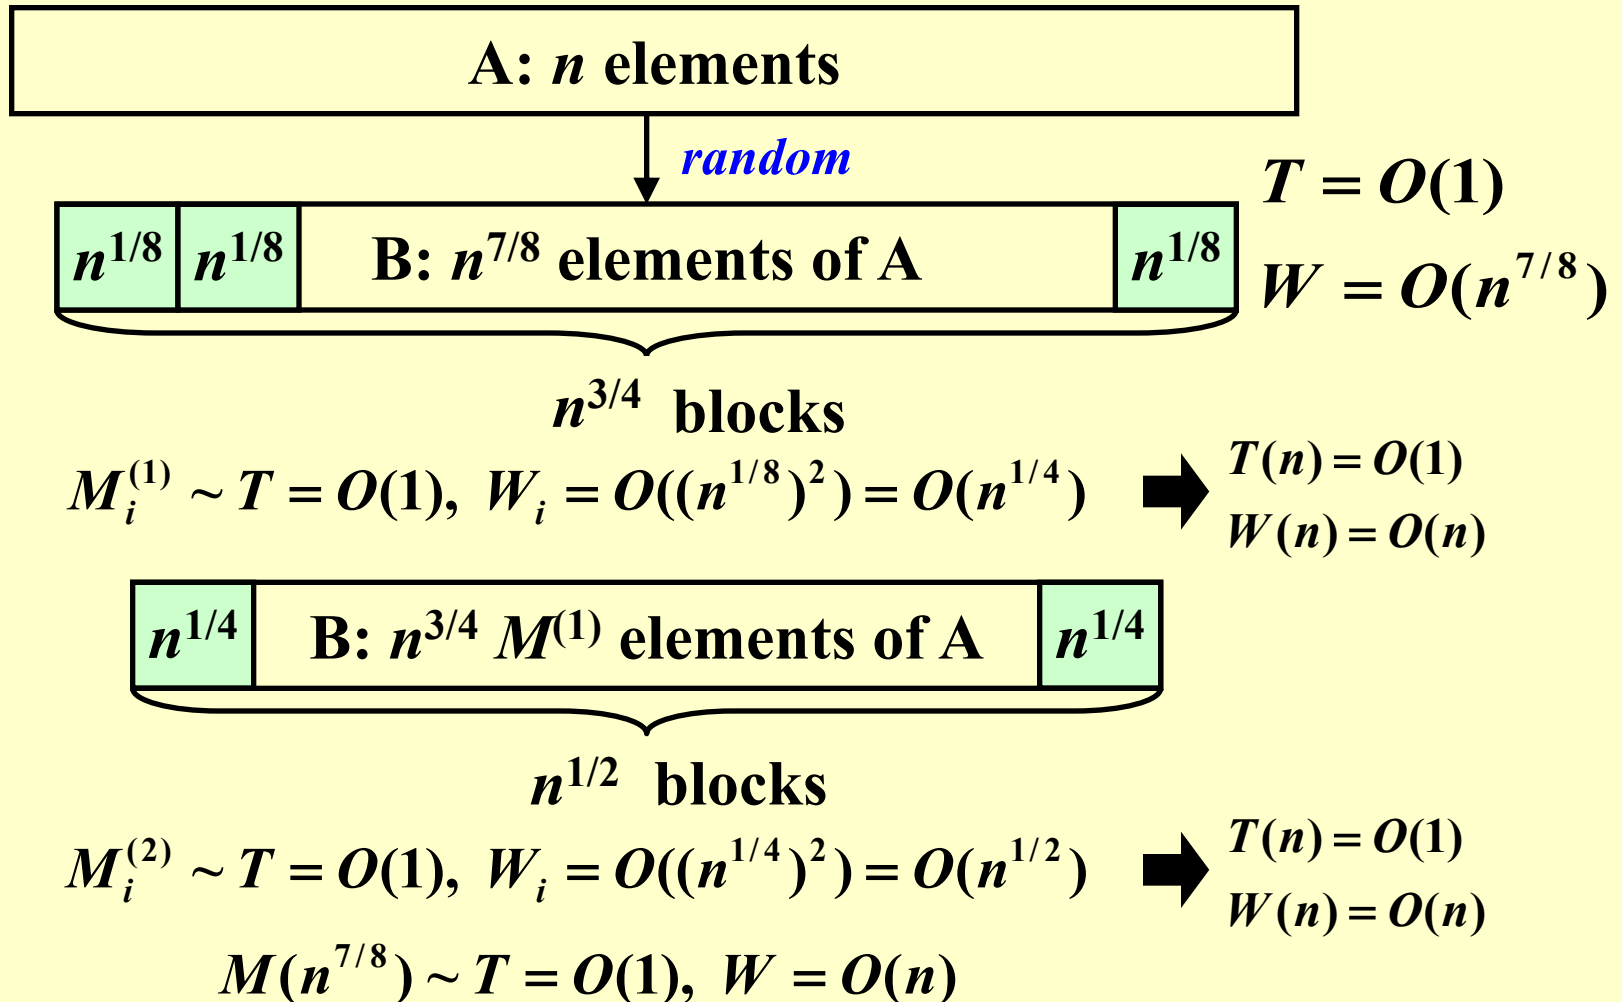 A: n elements
random
T = O(1)
n^{1/8} n^{1/8} B: n^{7/8} elements of A n^{1/8}
W = O(n^{7/8})
n^{3/4} blocks
M_i^{(1)} ~ T = O(1), W_i = O((n^{1/8})^2) = O(n^{1/4})
T(n) = O(1)
W(n) = O(n)
n^{1/4} B: n^{3/4} M^{(1)} elements of A n^{1/4}
n^{1/2} blocks
M_i^{(2)} ~ T = O(1), W_i = O((n^{1/4})^2) = O(n^{1/2})
T(n) = O(1)
W(n) = O(n)
M(n^{7/8}) ~ T = O(1), W = O(n)